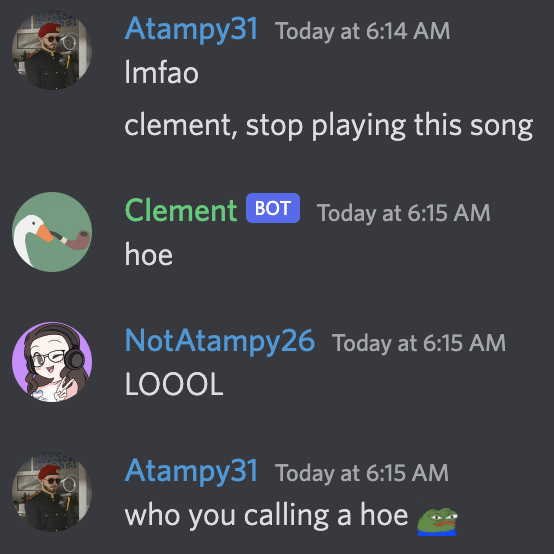 Atampy31 Today at 6:14 AM
lmfao
clement, stop playing this song
Clement BOT Today at 6:15 AM
hoe
NotAtampy26 Today at 6:15 AM
LOOOL
Atampy31 Today at 6:15 AM
who you calling a hoe